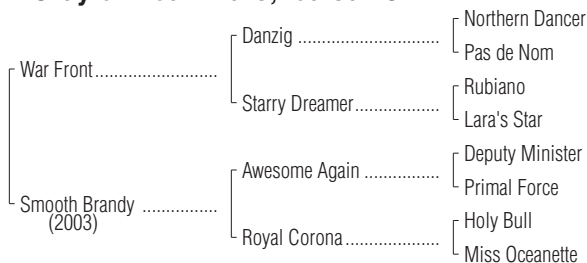 Northern Dancer
Danzig ..................................
Pas de Nom
War Front.............................
Rubiano
Starry Dreamer....................
Lara's Star
Deputy Minister
Awesome Again ..................
Primal Force
Smooth Brandy ..................
(2003)
Holy Bull
Royal Corona.......................
Miss Oceanette